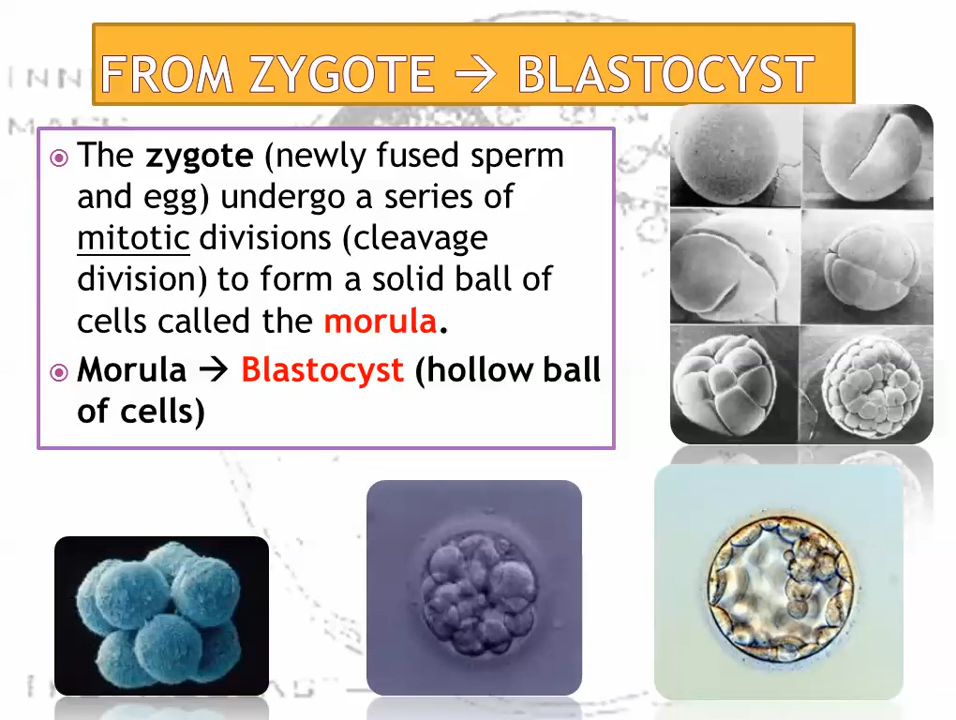 FROM ZYGOTE → BLASTOCYST
The zygote (newly fused sperm
and egg) undergo a series of
mitotic divisions (cleavage
division) to form a solid ball of
cells called the morula.
Morula → Blastocyst (hollow ball
of cells)